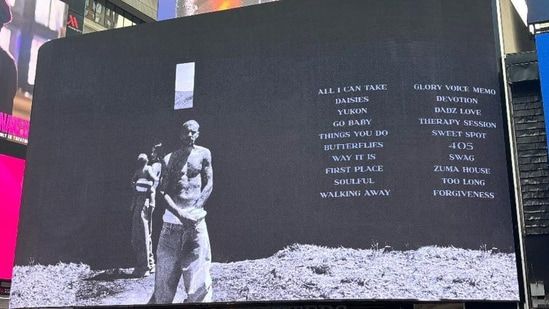 ALL I CAN TAKE
DAISIES
YUKON
GO BABY
THINGS YOU DO
BUTTERFLIES
WAY IT IS
FIRST PLACE
SOULFUL
WALKING AWAY
GLORY VOICE MEMO
DEVOTION
DADZ LOVE
THERAPY SESSION
SWEET SPOT
405
SWAG
ZUMA HOUSE
TOO LONG
FORGIVENESS